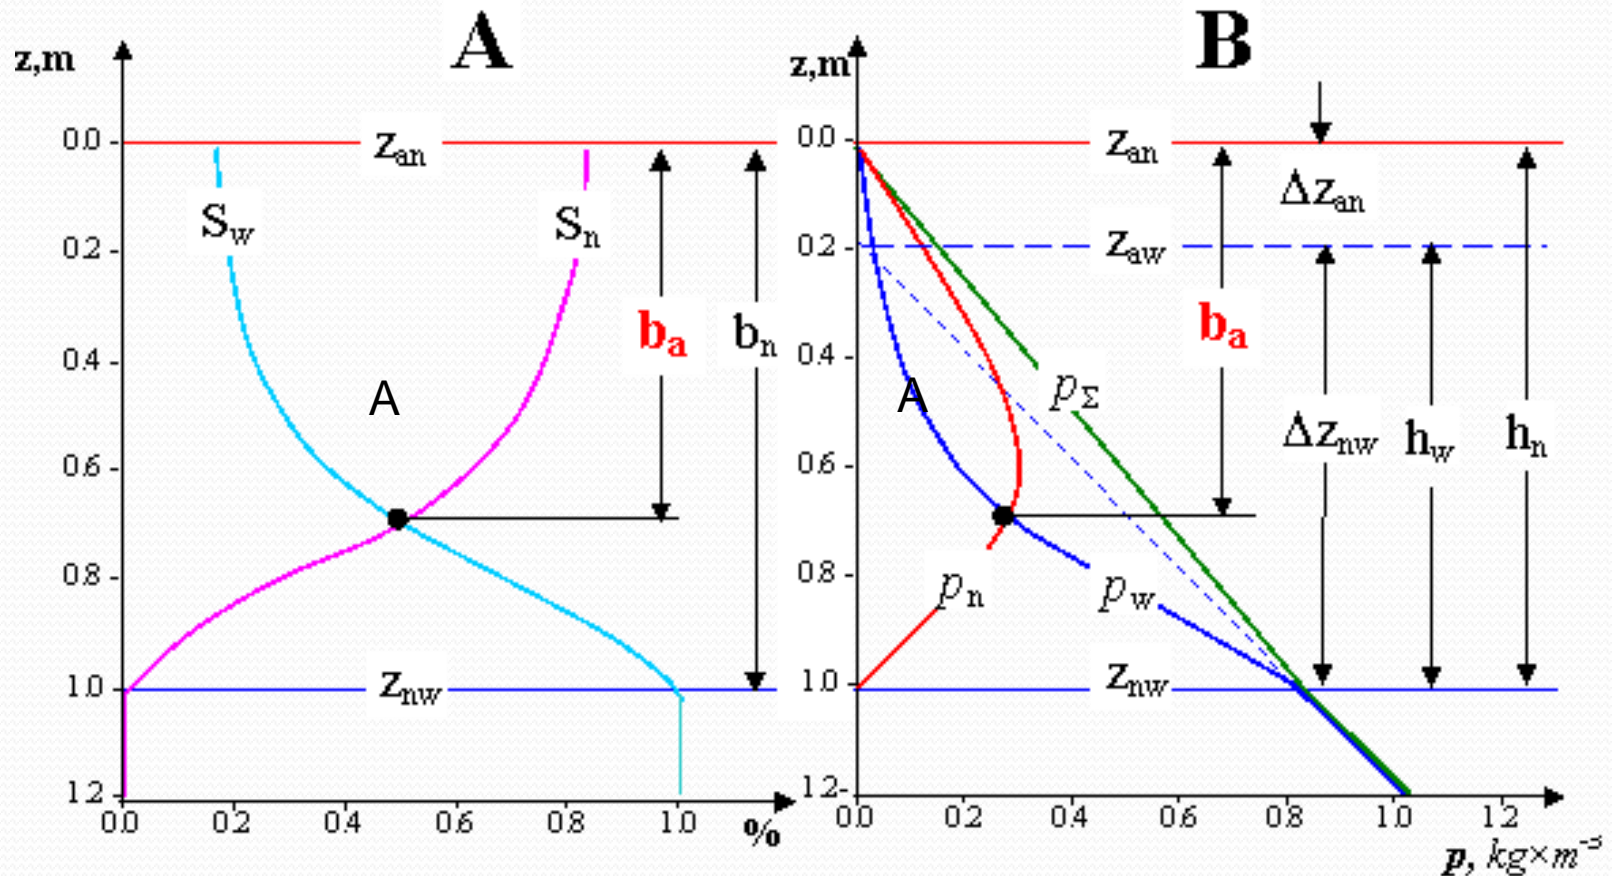 A
z,m
0.0
0.2
0.4
0.6
0.8
1.0
1.2
z_an
S_w
S_n
b_a
b_n
A
z_nw
0.0
0.2
0.4
0.6
0.8
1.0
%
B
z,m
0.0
0.2
0.4
0.6
0.8
1.0
1.2-
z_an
Δz_an
z_aw
b_a
A
p_Σ
Δz_nw
h_w
h_n
p_n
p_w
z_nw
0.0
0.2
0.4
0.6
0.8
1.0
1.2
p, kg×m⁻³